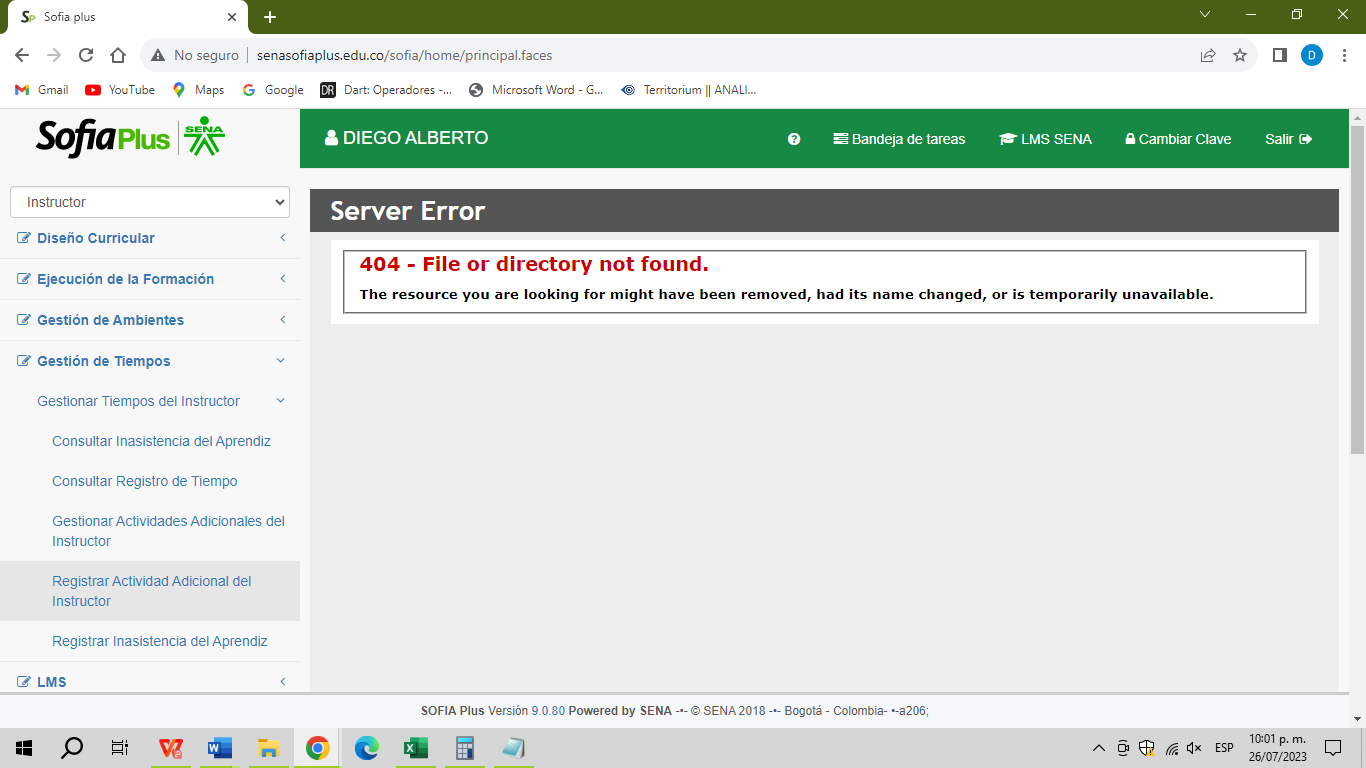 Sofia plus
No seguro
senasofiaplus.edu.co/sofia/home/principal.faces
D
Gmail
YouTube
Maps
Google
DR Dart: Operadores -...
Microsoft Word - G...
Territorium || ANALI...
Sofia Plus SENA
DIEGO ALBERTO
Bandeja de tareas
LMS SENA
Cambiar Clave
Salir
Instructor
Diseño Curricular
Ejecución de la Formación
Gestión de Ambientes
Gestión de Tiempos
Gestionar Tiempos del Instructor
Consultar Inasistencia del Aprendiz
Consultar Registro de Tiempo
Gestionar Actividades Adicionales del
Instructor
Registrar Actividad Adicional del
Instructor
Registrar Inasistencia del Aprendiz
LMS
Server Error
404 - File or directory not found.
The resource you are looking for might have been removed, had its name changed, or is temporarily unavailable.
SOFIA Plus Versión 9.0.80 Powered by SENA -•- © SENA 2018 -•- Bogotá - Colombia- •-a206;
ESP
10:01 p. m.
26/07/2023